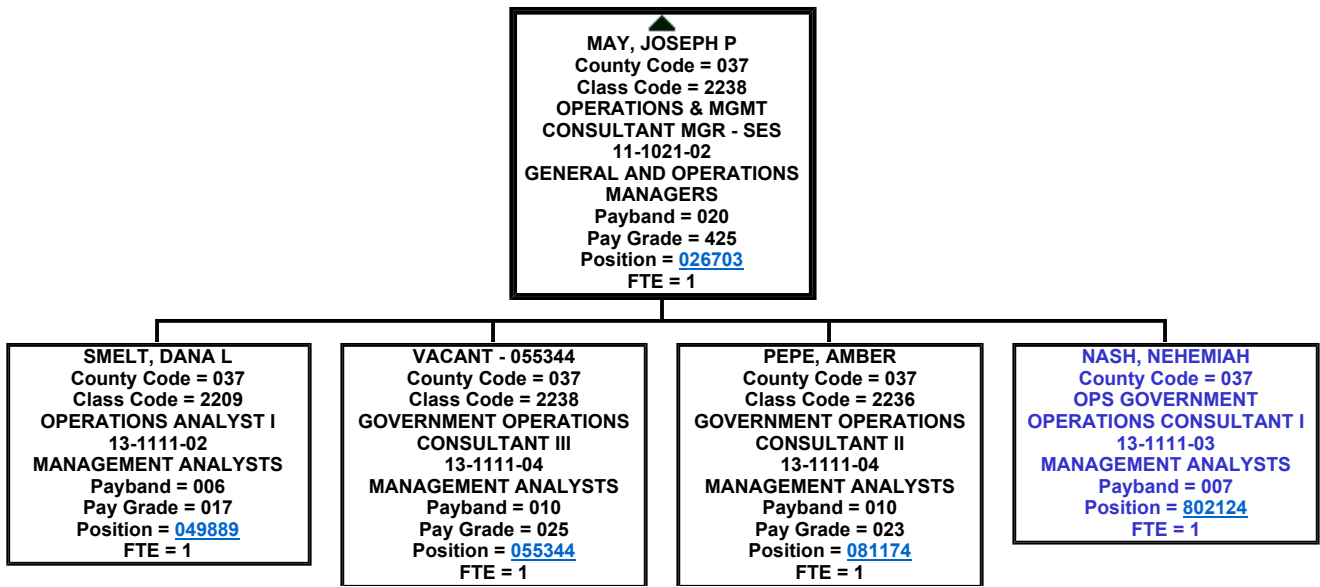 MAY, JOSEPH P
County Code = 037
Class Code = 2238
OPERATIONS & MGMT
CONSULTANT MGR - SES
11-1021-02
GENERAL AND OPERATIONS
MANAGERS
Payband = 020
Pay Grade = 425
Position = 026703
FTE = 1
SMELT, DANA L
County Code = 037
Class Code = 2209
OPERATIONS ANALYST I
13-1111-02
MANAGEMENT ANALYSTS
Payband = 006
Pay Grade = 017
Position = 049889
FTE = 1
VACANT - 055344
County Code = 037
Class Code = 2238
GOVERNMENT OPERATIONS
CONSULTANT III
13-1111-04
MANAGEMENT ANALYSTS
Payband = 010
Pay Grade = 025
Position = 055344
FTE = 1
PEPE, AMBER
County Code = 037
Class Code = 2236
GOVERNMENT OPERATIONS
CONSULTANT II
13-1111-04
MANAGEMENT ANALYSTS
Payband = 010
Pay Grade = 023
Position = 081174
FTE = 1
NASH, NEHEMIAH
County Code = 037
OPS GOVERNMENT
OPERATIONS CONSULTANT I
13-1111-03
MANAGEMENT ANALYSTS
Payband = 007
Position = 802124
FTE = 1